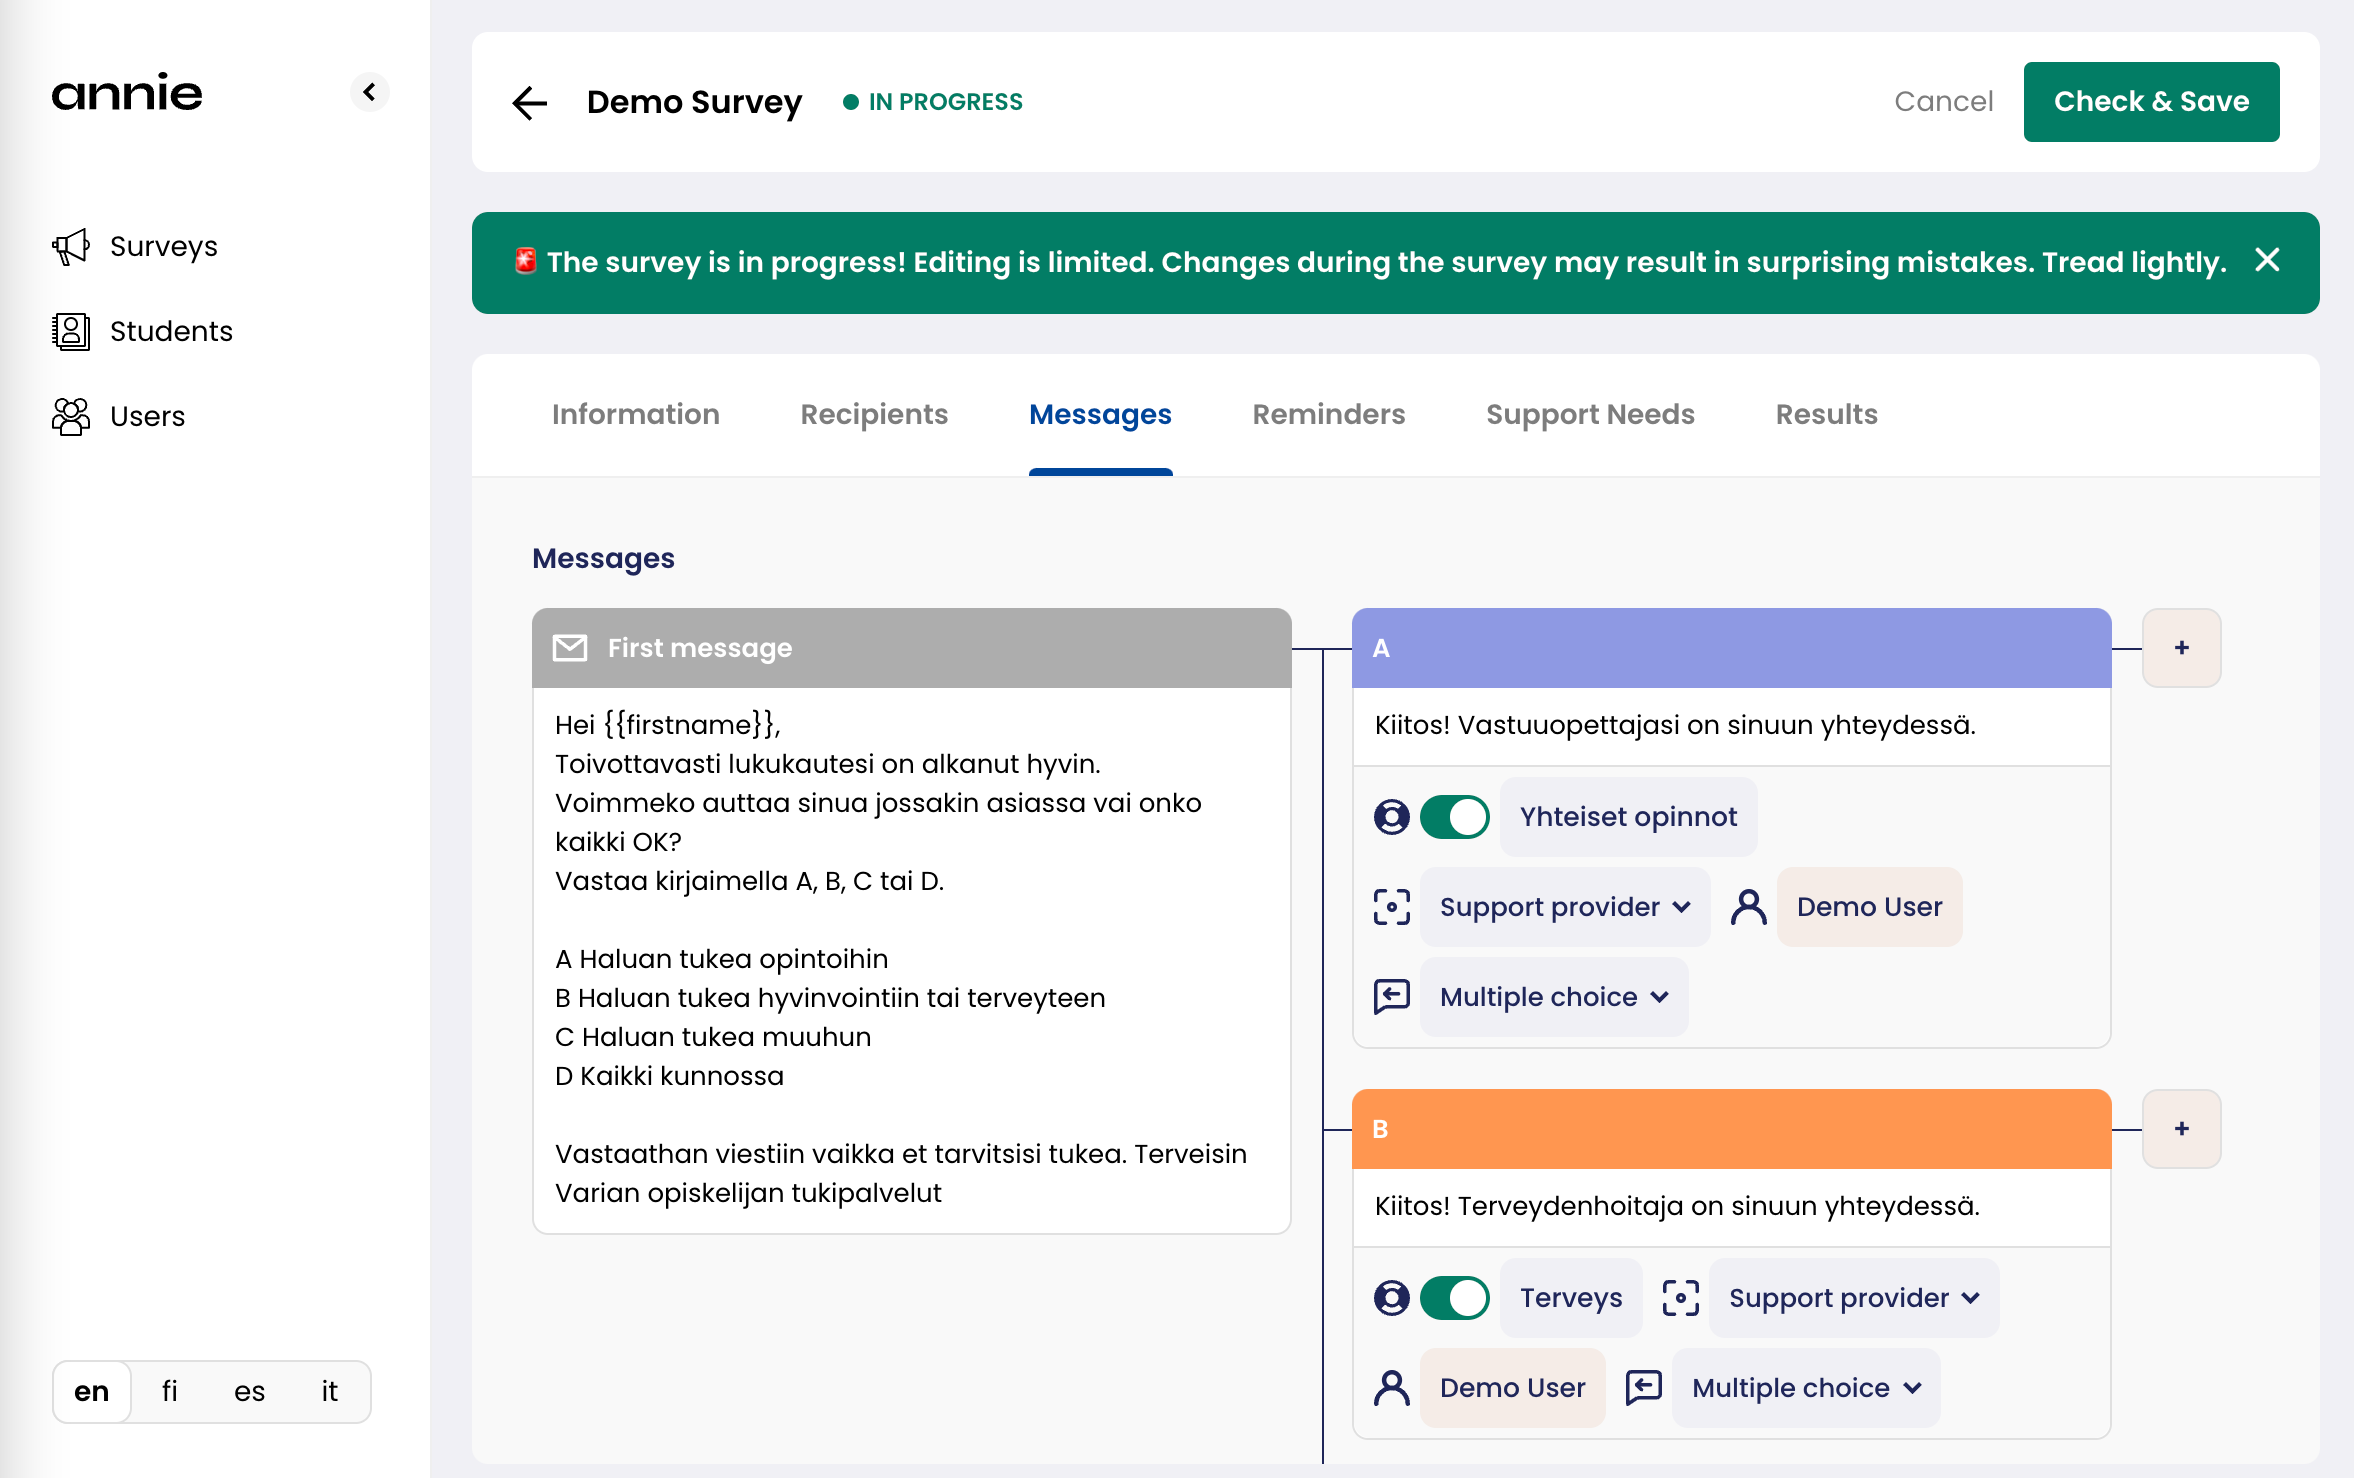 annie
Surveys
Students
Users
en fi es it
Demo Survey
IN PROGRESS
Cancel
Check & Save
The survey is in progress! Editing is limited. Changes during the survey may result in surprising mistakes. Tread lightly.
Information Recipients Messages Reminders Support Needs Results
Messages
First message
Hei {{firstname}},
Toivottavasti lukukautesi on alkanut hyvin.
Voimmeko auttaa sinua jossakin asiassa vai onko
kaikki OK?
Vastaa kirjaimella A, B, C tai D.
A Haluan tukea opintoihin
B Haluan tukea hyvinvointiin tai terveyteen
C Haluan tukea muuhun
D Kaikki kunnossa
Vastaathan viestiin vaikka et tarvitsisi tukea. Terveisin
Varian opiskelijan tukipalvelut
A
+
Kiitos! Vastuuopettajasi on sinuun yhteydessä.
Yhteiset opinnot
Support provider Demo User
Multiple choice
B
+
Kiitos! Terveydenhoitaja on sinuun yhteydessä.
Terveys Support provider
Demo User Multiple choice